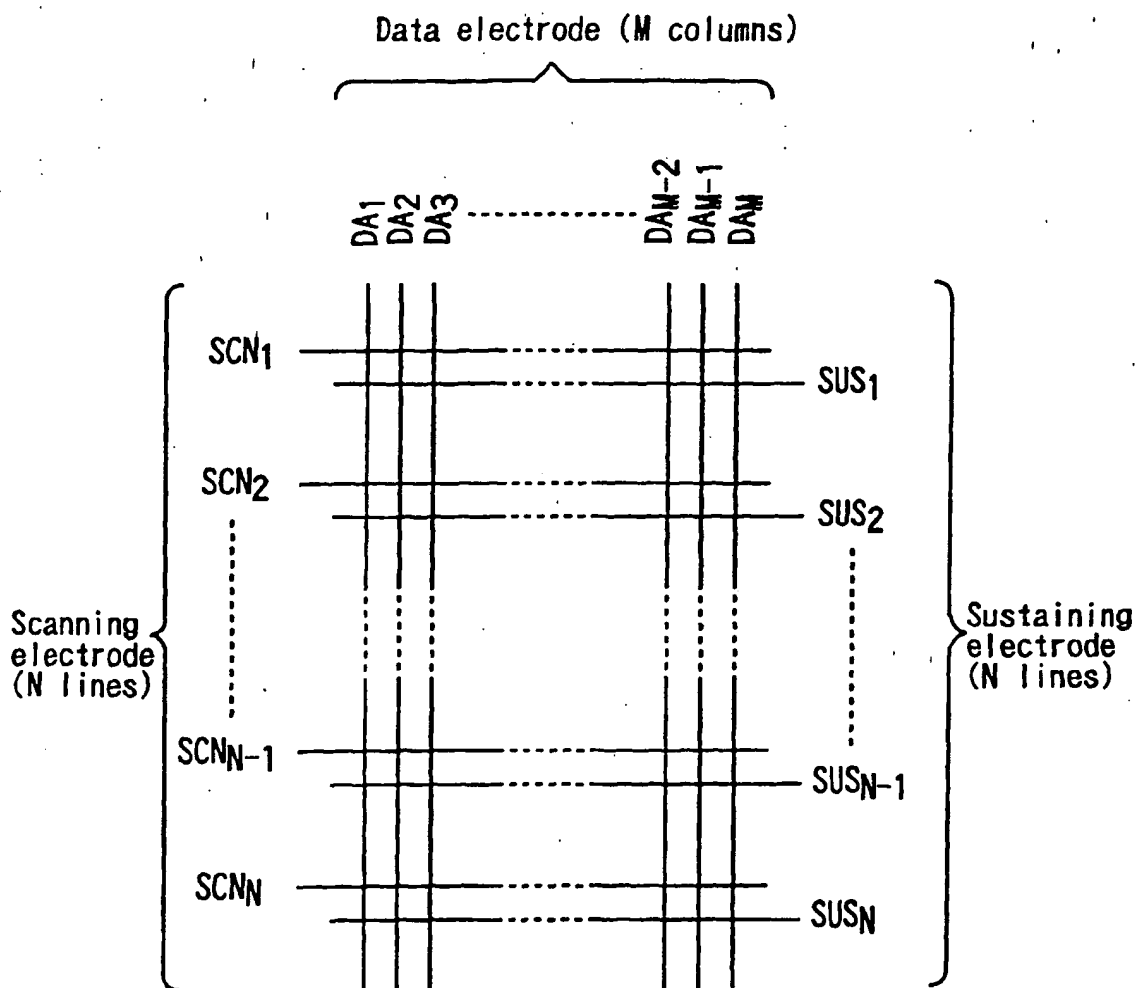 Data electrode (M columns)
DA1 DA2 DA3 DAM-2 DAM-1 DAM
SCN1
SUS1
SCN2
SUS2
Scanning
electrode
(N lines)
Sustaining
electrode
(N lines)
SCNN-1
SUSN-1
SCNN
SUSN